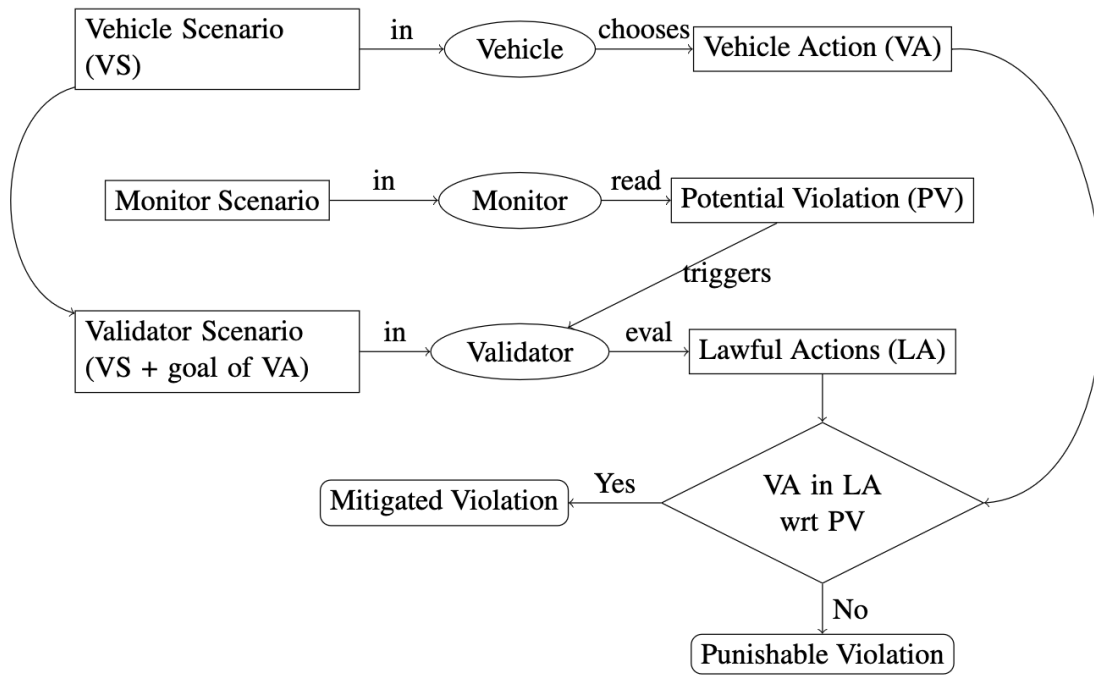 Vehicle Scenario
(VS)
in
Vehicle
chooses
Vehicle Action (VA)
Monitor Scenario
in
Monitor
read
Potential Violation (PV)
triggers
Validator Scenario
(VS + goal of VA)
in
Validator
eval
Lawful Actions (LA)
VA in LA
wrt PV
Yes
Mitigated Violation
No
Punishable Violation